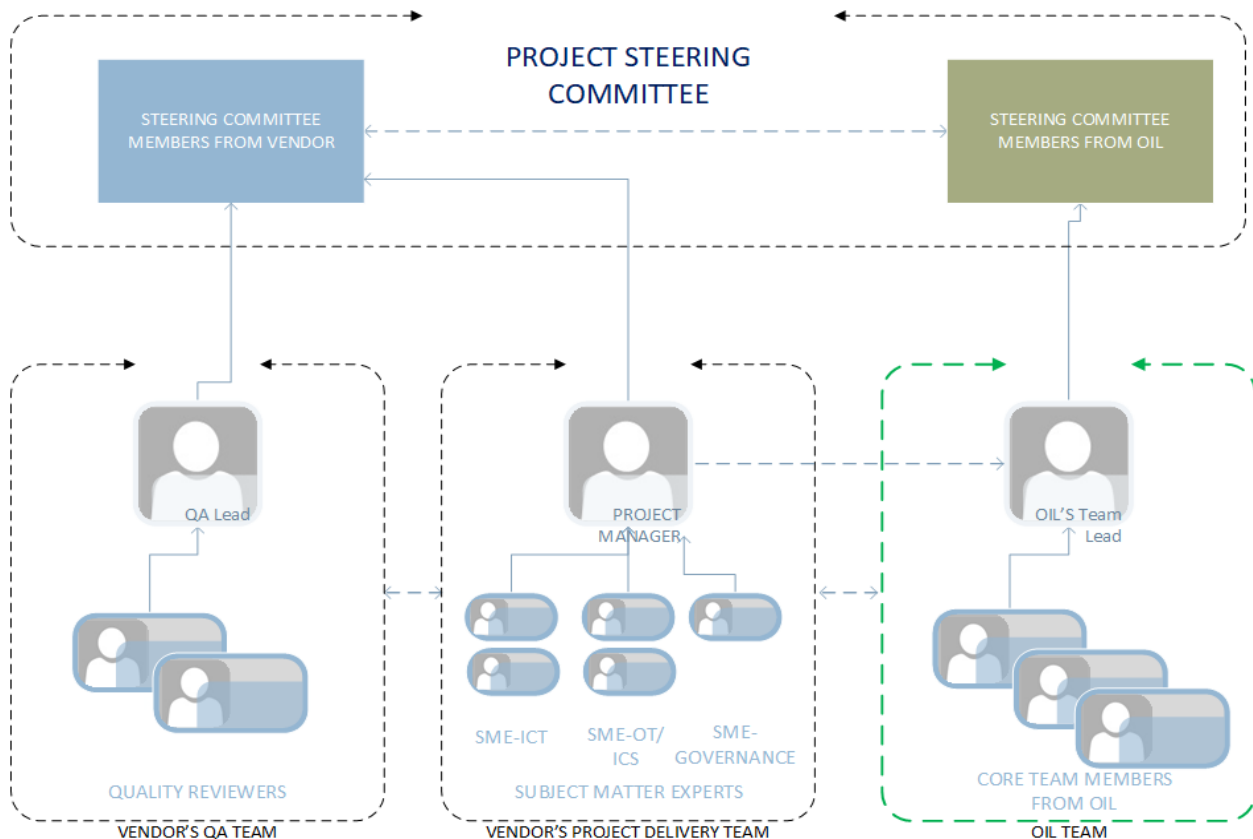 PROJECT STEERING
COMMITTEE
STEERING COMMITTEE
MEMBERS FROM VENDOR
STEERING COMMITTEE
MEMBERS FROM OIL
QA Lead
PROJECT
MANAGER
OIL'S Team
Lead
SME-ICT
SME-OT/
ICS
SME-
GOVERNANCE
QUALITY REVIEWERS
SUBJECT MATTER EXPERTS
CORE TEAM MEMBERS
FROM OIL
VENDOR'S QA TEAM
VENDOR'S PROJECT DELIVERY TEAM
OIL TEAM